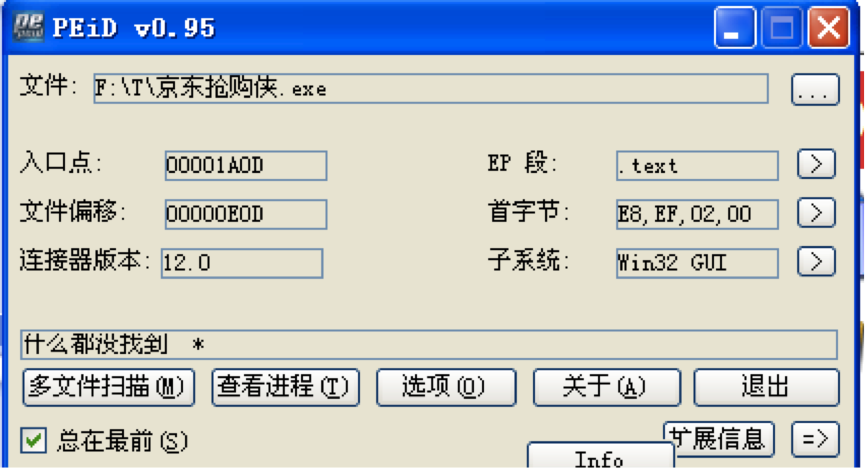 PEiD v0.95
文件: F:\T\京东抢购侠.exe ...
入口点: 00001A0D EP 段: .text >
文件偏移: 00000E0D 首字节: E8,EF,02,00 >
连接器版本: 12.0 子系统: Win32 GUI >
什么都没找到 *
多文件扫描(M) 查看进程(T) 选项(O) 关于(A) 退出
总在最前(S) 扩展信息 =>
Info